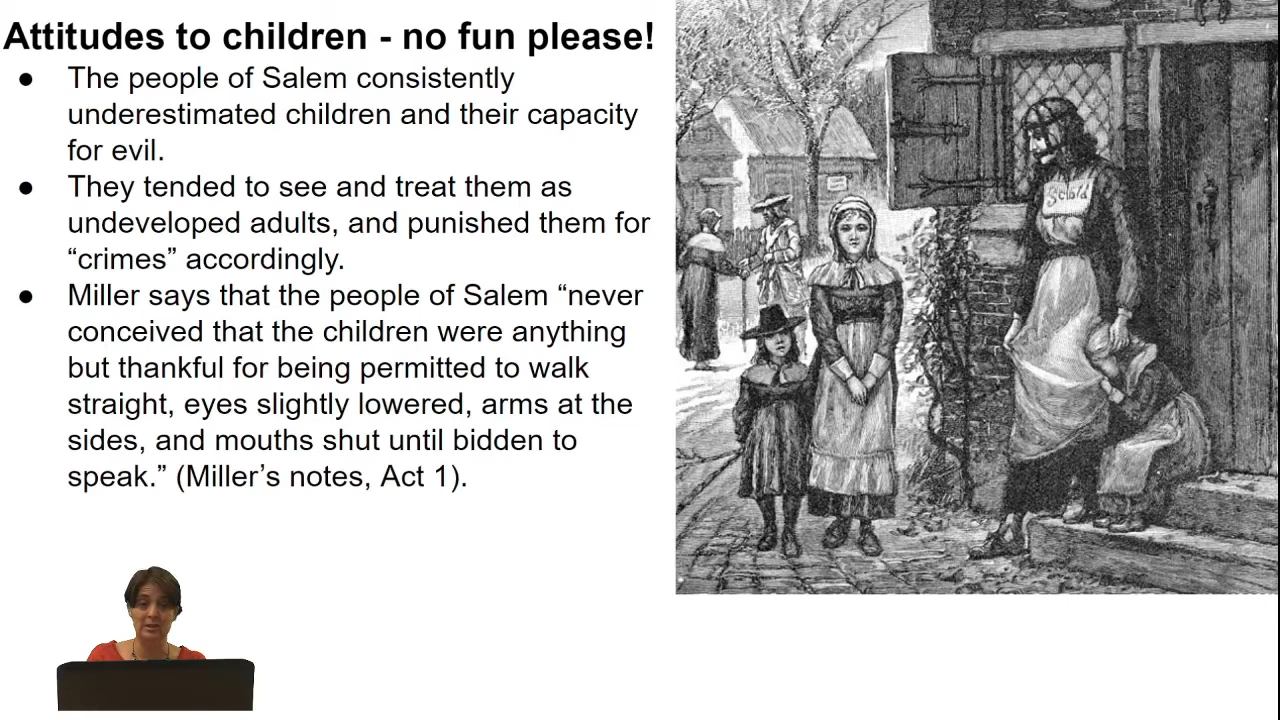 Attitudes to children - no fun please!
● The people of Salem consistently
underestimated children and their capacity
for evil.
● They tended to see and treat them as
undeveloped adults, and punished them for
“crimes” accordingly.
● Miller says that the people of Salem “never
conceived that the children were anything
but thankful for being permitted to walk
straight, eyes slightly lowered, arms at the
sides, and mouths shut until bidden to
speak.” (Miller’s notes, Act 1).
Scold